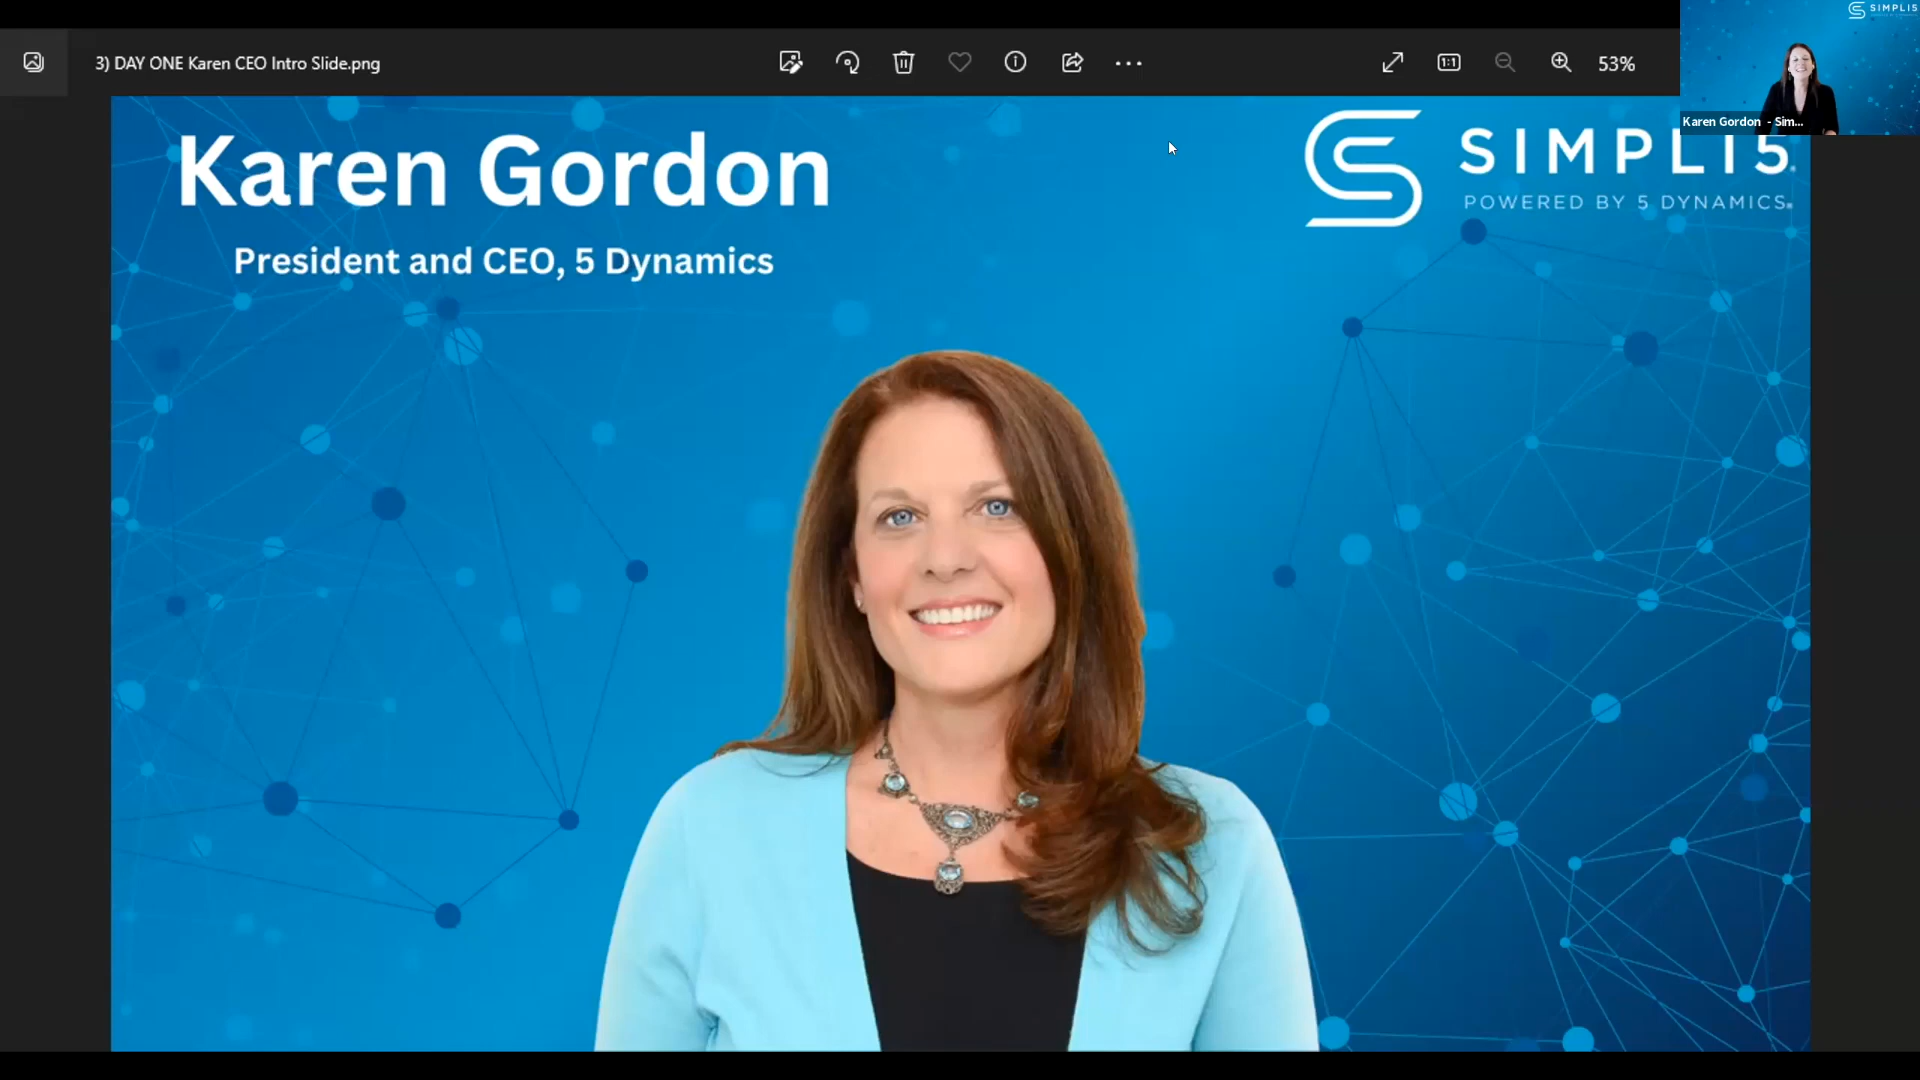 3) DAY ONE Karen CEO Intro Slide.png
53%
SIMPLI5
Karen Gordon - Sim...
Karen Gordon
President and CEO, 5 Dynamics
SIMPLI5®
POWERED BY 5 DYNAMICS®